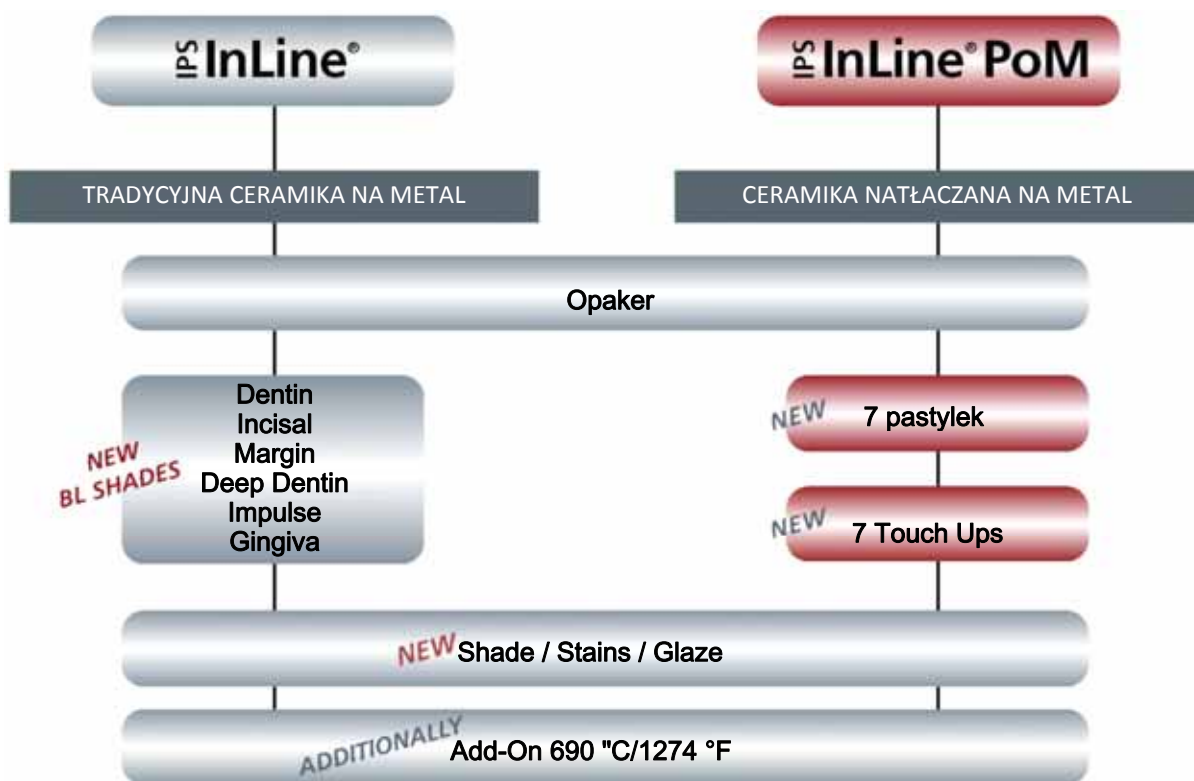 IPS InLine®
IPS InLine® PoM
TRADYCYJNA CERAMIKA NA METAL
CERAMIKA NATŁACZANA NA METAL
Opaker
Dentin
Incisal
Margin
Deep Dentin
Impulse
Gingiva
NEW
BL SHADES
NEW
7 pastylek
NEW
7 Touch Ups
NEW Shade / Stains / Glaze
ADDITIONALLY
Add-On 690 "C/1274 °F